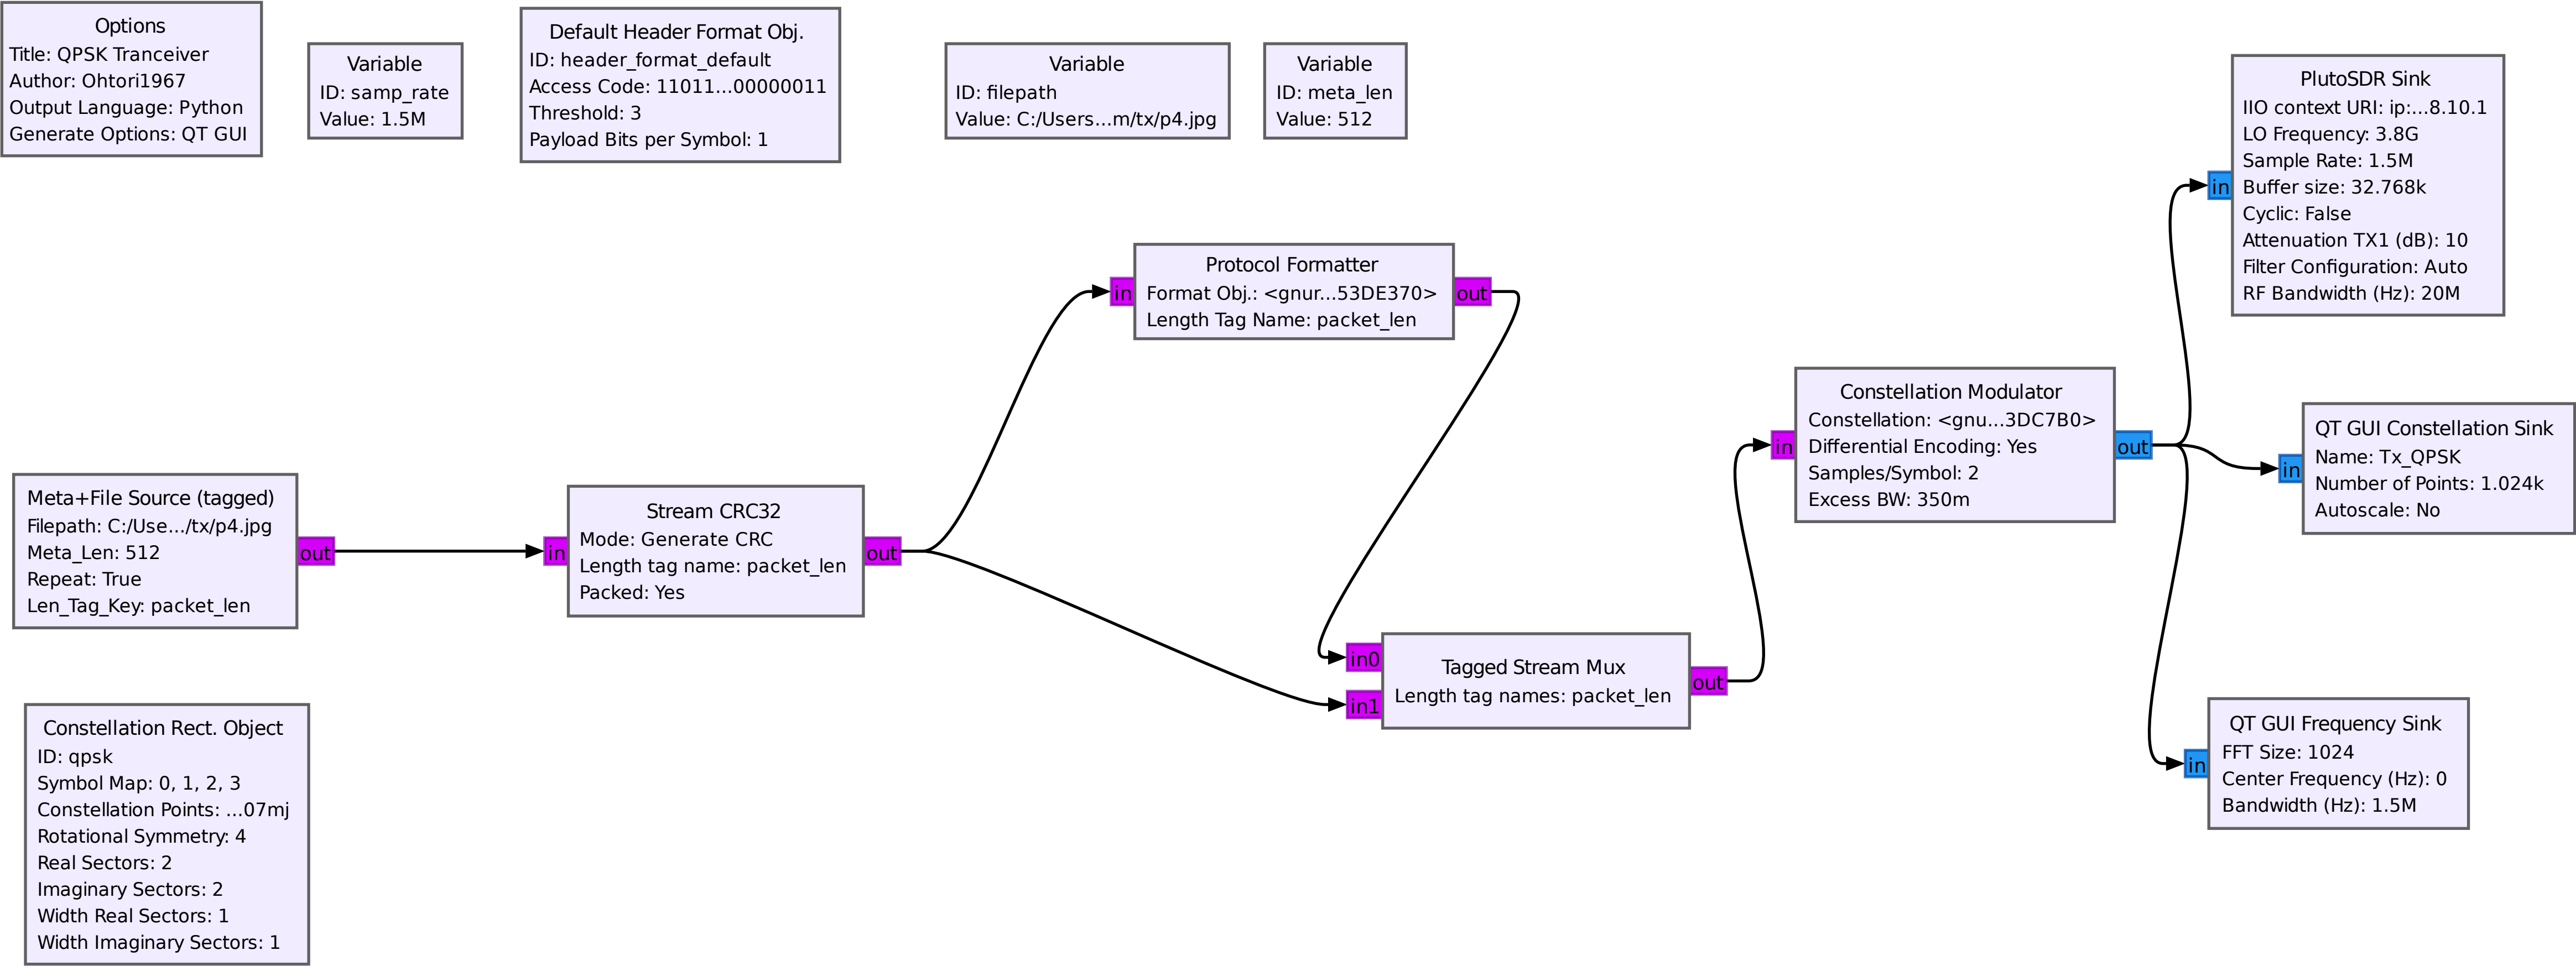 Options
Title: QPSK Tranceiver
Author: Ohtori1967
Output Language: Python
Generate Options: QT GUI
Variable
ID: samp_rate
Value: 1.5M
Default Header Format Obj.
ID: header_format_default
Access Code: 11011...00000011
Threshold: 3
Payload Bits per Symbol: 1
Variable
ID: filepath
Value: C:/Users...m/tx/p4.jpg
Variable
ID: meta_len
Value: 512
PlutoSDR Sink
IIO context URI: ip:...8.10.1
LO Frequency: 3.8G
Sample Rate: 1.5M
Buffer size: 32.768k
Cyclic: False
Attenuation TX1 (dB): 10
Filter Configuration: Auto
RF Bandwidth (Hz): 20M
in
Protocol Formatter
Format Obj.: <gnur...53DE370>
Length Tag Name: packet_len
in
out
Constellation Modulator
Constellation: <gnu...3DC7B0>
Differential Encoding: Yes
Samples/Symbol: 2
Excess BW: 350m
in
out
QT GUI Constellation Sink
Name: Tx_QPSK
Number of Points: 1.024k
Autoscale: No
in
Meta+File Source (tagged)
Filepath: C:/Use.../tx/p4.jpg
Meta_Len: 512
Repeat: True
Len_Tag_Key: packet_len
out
Stream CRC32
Mode: Generate CRC
Length tag name: packet_len
Packed: Yes
in
out
Tagged Stream Mux
Length tag names: packet_len
in0
in1
out
QT GUI Frequency Sink
FFT Size: 1024
Center Frequency (Hz): 0
Bandwidth (Hz): 1.5M
in
Constellation Rect. Object
ID: qpsk
Symbol Map: 0, 1, 2, 3
Constellation Points: ...07mj
Rotational Symmetry: 4
Real Sectors: 2
Imaginary Sectors: 2
Width Real Sectors: 1
Width Imaginary Sectors: 1